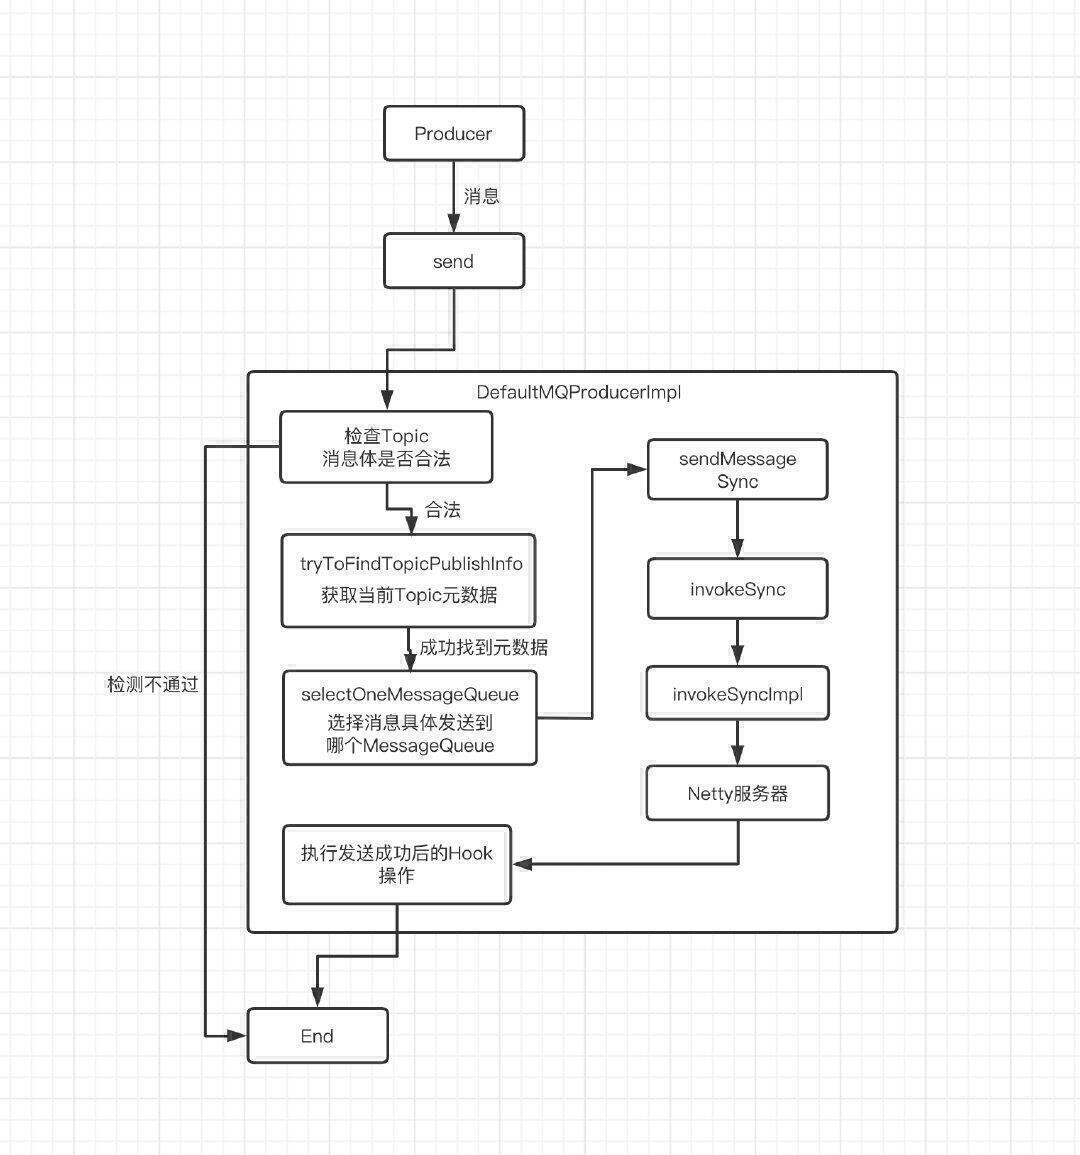 Producer
消息
send
DefaultMQProducerImpl
检查Topic
消息体是否合法
合法
tryToFindTopicPublishInfo
获取当前Topic元数据
成功找到元数据
检测不通过
selectOneMessageQueue
选择消息具体发送到
哪个MessageQueue
sendMessage
Sync
invokeSync
invokeSyncImpl
Netty服务器
执行发送成功后的Hook
操作
End